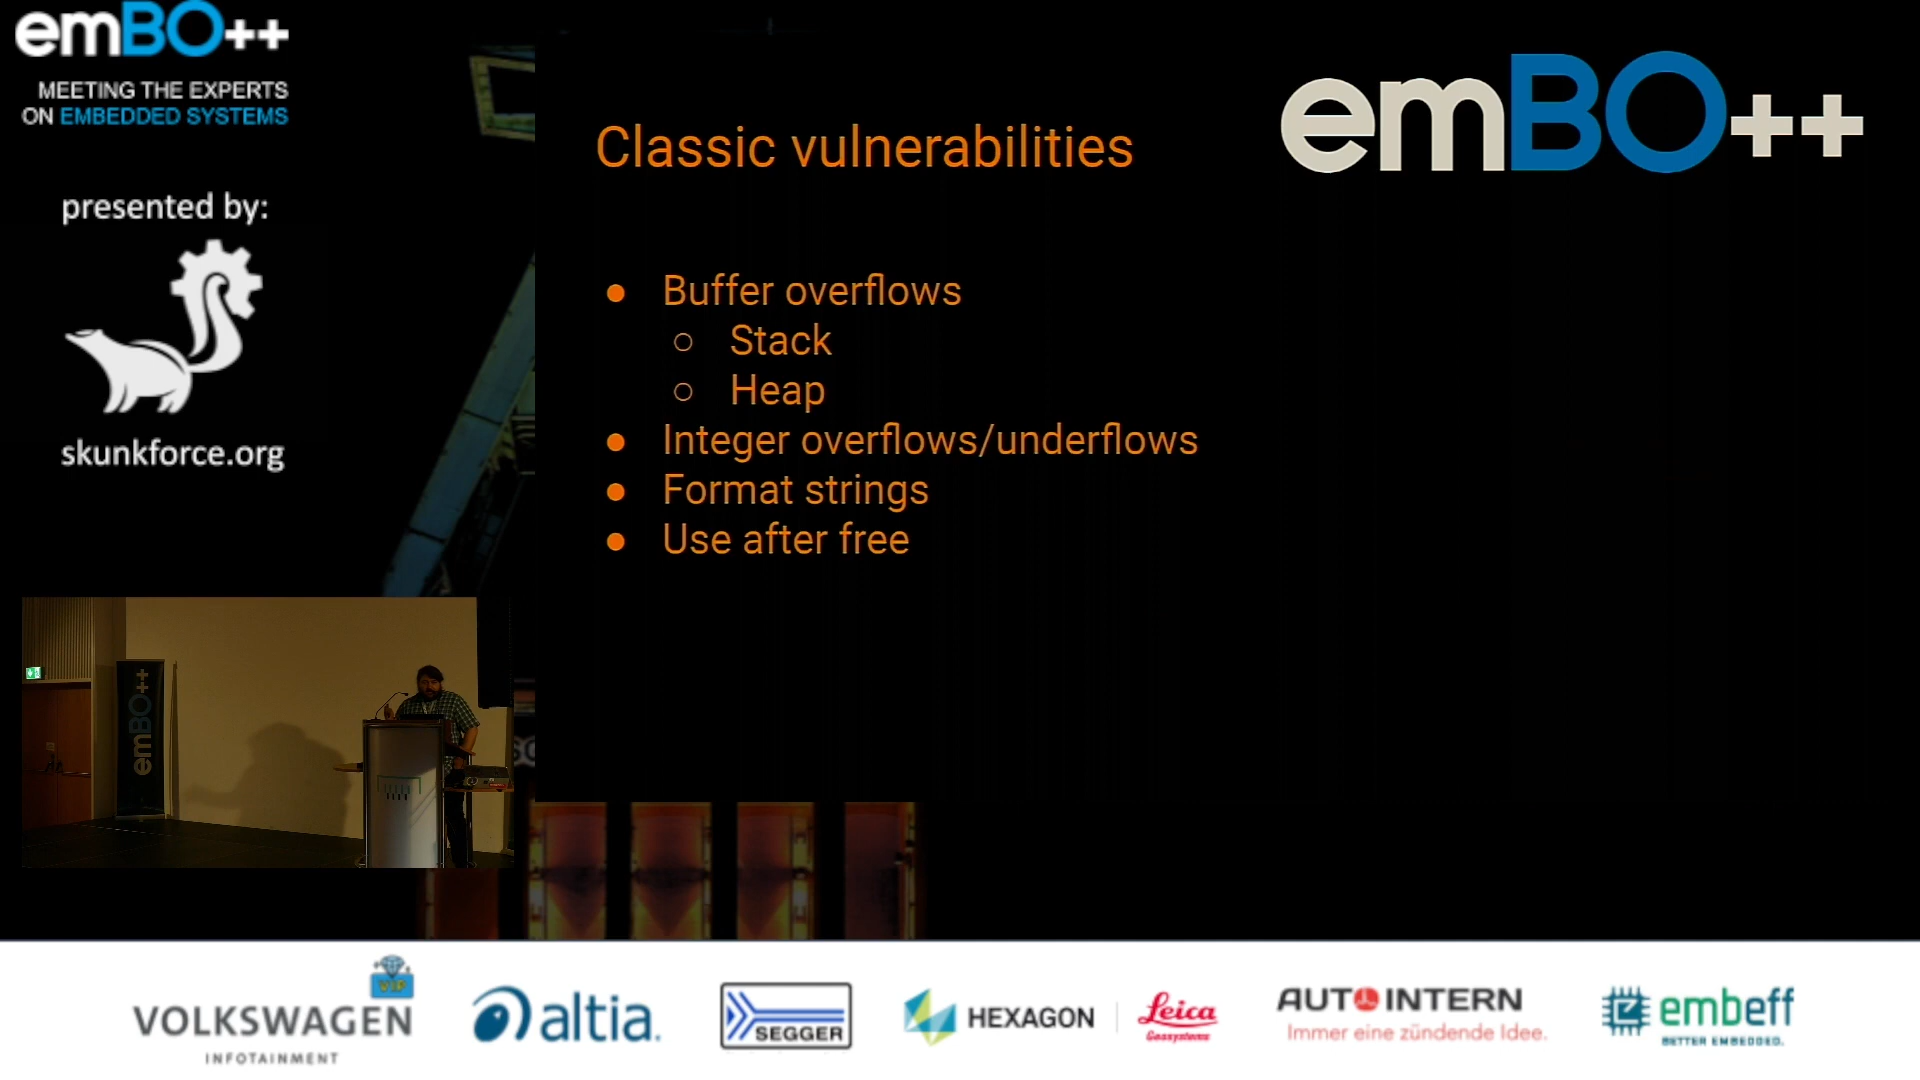 emBO++
MEETING THE EXPERTS
ON EMBEDDED SYSTEMS
presented by:
skunkforce.org
emBO++
Classic vulnerabilities
● Buffer overflows
○ Stack
○ Heap
● Integer overflows/underflows
● Format strings
● Use after free
emBO++
VIP
VOLKSWAGEN
INFOTAINMENT
altia.
SEGGER
HEXAGON
Leica
Geosystems
AUTOINTERN
Immer eine zündende Idee.
embeff
BETTER EMBEDDED.